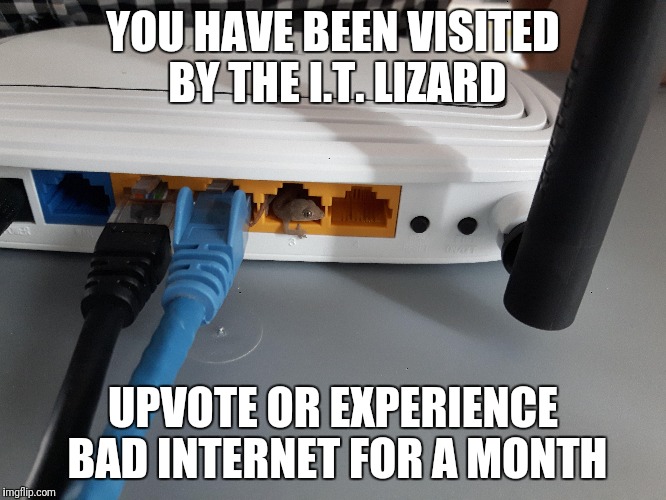 YOU HAVE BEEN VISITED
BY THE I.T. LIZARD
UPVOTE OR EXPERIENCE
BAD INTERNET FOR A MONTH
imgflip.com